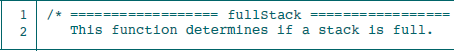 1 /* ================== fullStack =================
2 This function determines if a stack is full.